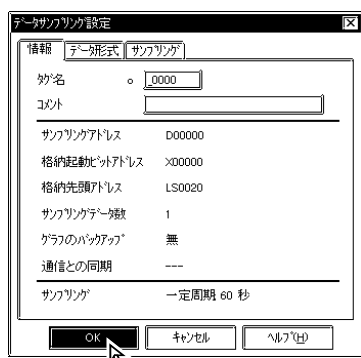 データサンプリング設定
情報 データ形式 サンプリング
タグ名 o _0000
コメント
サンプリングアドレス D00000
格納起動ビットアドレス X00000
格納先頭アドレス LS0020
サンプリングデータ数 1
グラフのバックアップ 無
通信との同期 ---
サンプリング 一定周期 60 秒
OK キャンセル ヘルプ(H)